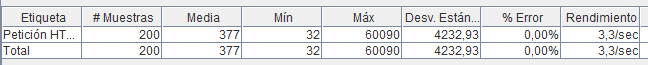 Etiqueta # Muestras Media Mín Máx Desv. Están... % Error Rendimiento
Petición HT... 200 377 32 60090 4232,93 0,00% 3,3/sec
Total 200 377 32 60090 4232,93 0,00% 3,3/sec